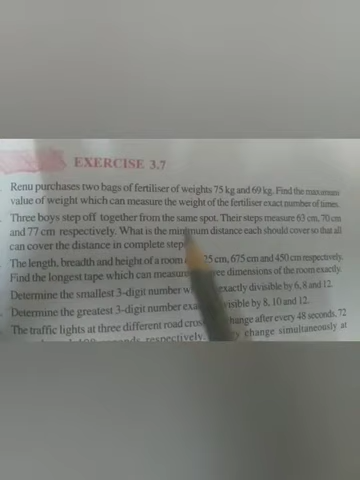 EXERCISE 3.7
Renu purchases two bags of fertiliser of weights 75 kg and 69 kg. Find the maximum
value of weight which can measure the weight of the fertiliser exact number of times.
Three boys step off together from the same spot. Their steps measure 63 cm, 70 cm
and 77 cm respectively. What is the minimum distance each should cover so that all
can cover the distance in complete step
The length, breadth and height of a room 25 cm, 675 cm and 450 cm respectively.
Find the longest tape which can measure dimensions of the room exactly.
Determine the smallest 3-digit number exactly divisible by 6, 8 and 12.
Determine the greatest 3-digit number by 8, 10 and 12.
The traffic lights at three different road after every 48 seconds, 72
respectively. change simultaneously at